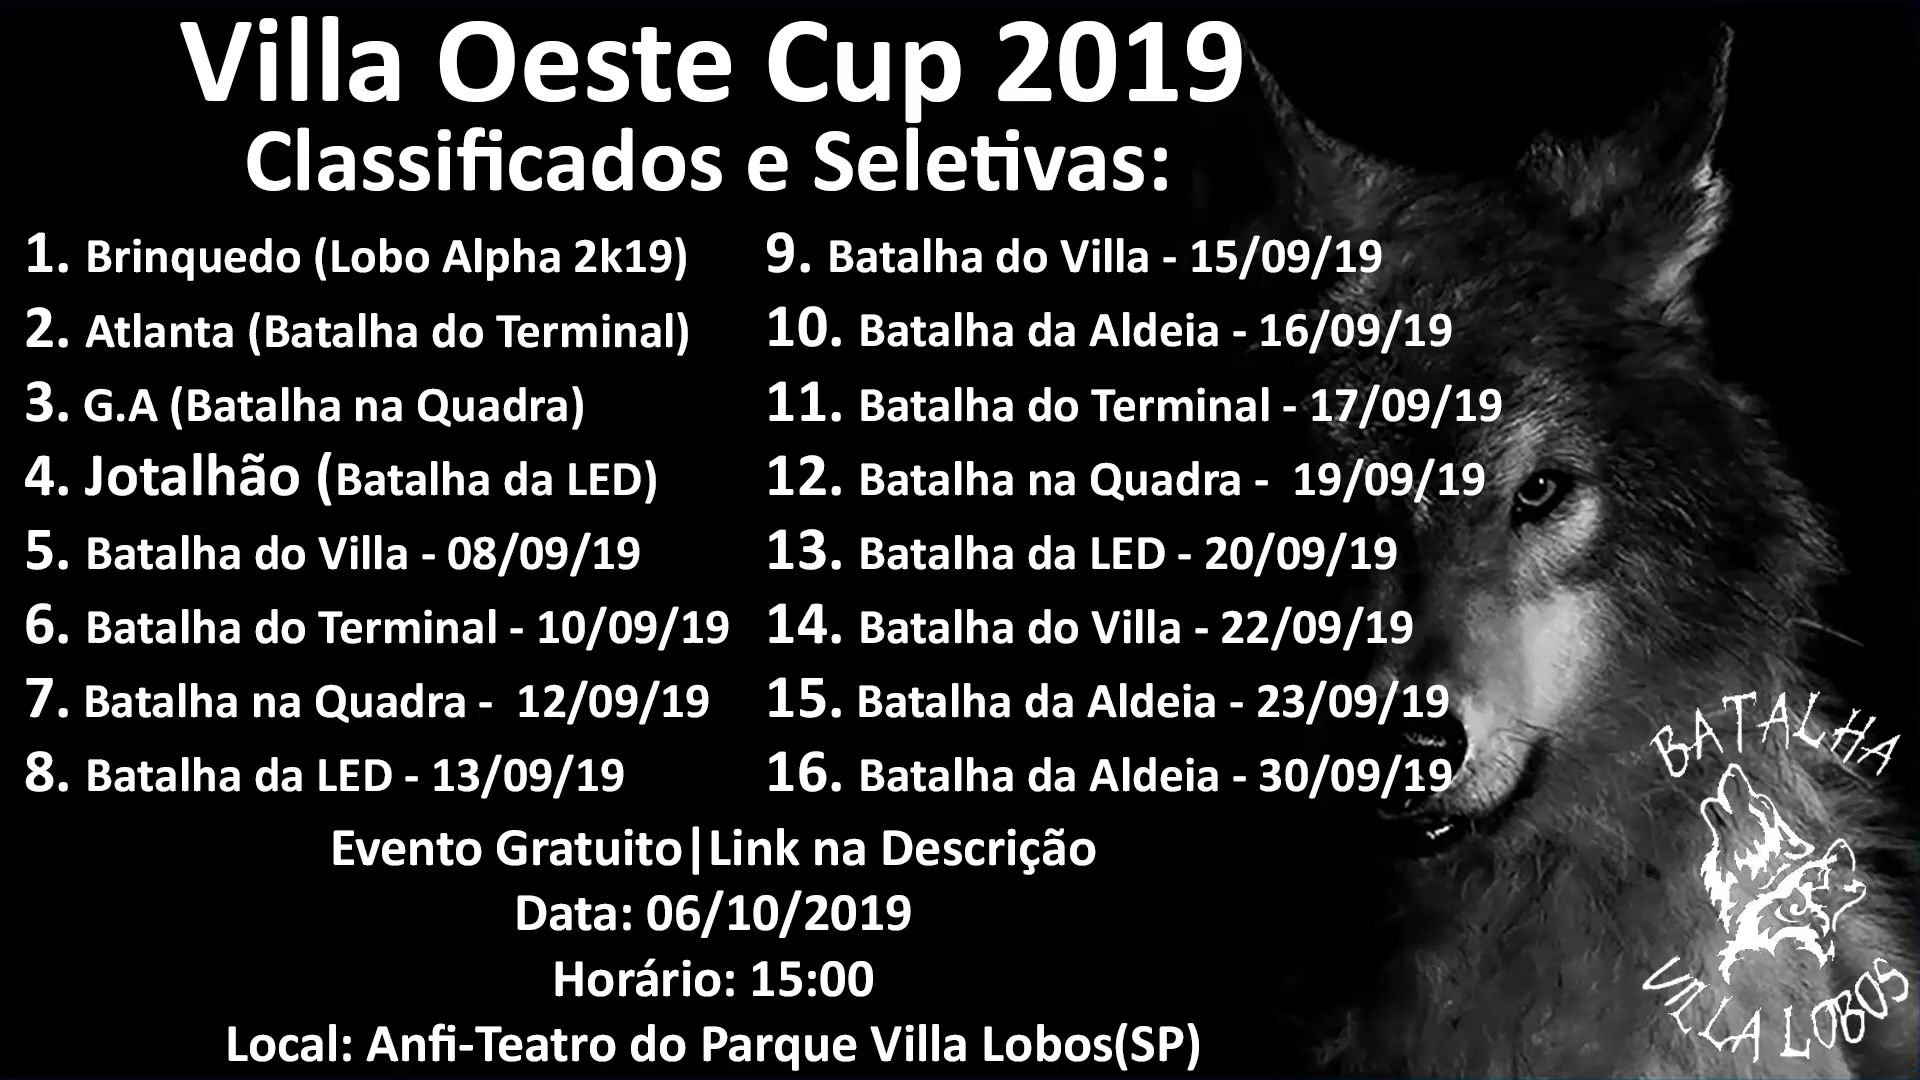 Villa Oeste Cup 2019
Classificados e Seletivas:
1. Brinquedo (Lobo Alpha 2k19)
2. Atlanta (Batalha do Terminal)
3. G.A (Batalha na Quadra)
4. Jotalhão (Batalha da LED)
5. Batalha do Villa - 08/09/19
6. Batalha do Terminal - 10/09/19
7. Batalha na Quadra - 12/09/19
8. Batalha da LED - 13/09/19
9. Batalha do Villa - 15/09/19
10. Batalha da Aldeia - 16/09/19
11. Batalha do Terminal - 17/09/19
12. Batalha na Quadra - 19/09/19
13. Batalha da LED - 20/09/19
14. Batalha do Villa - 22/09/19
15. Batalha da Aldeia - 23/09/19
16. Batalha da Aldeia - 30/09/19
Evento Gratuito|Link na Descrição
Data: 06/10/2019
Horário: 15:00
Local: Anfi-Teatro do Parque Villa Lobos(SP)
BATALHA
VILLA LOBOS